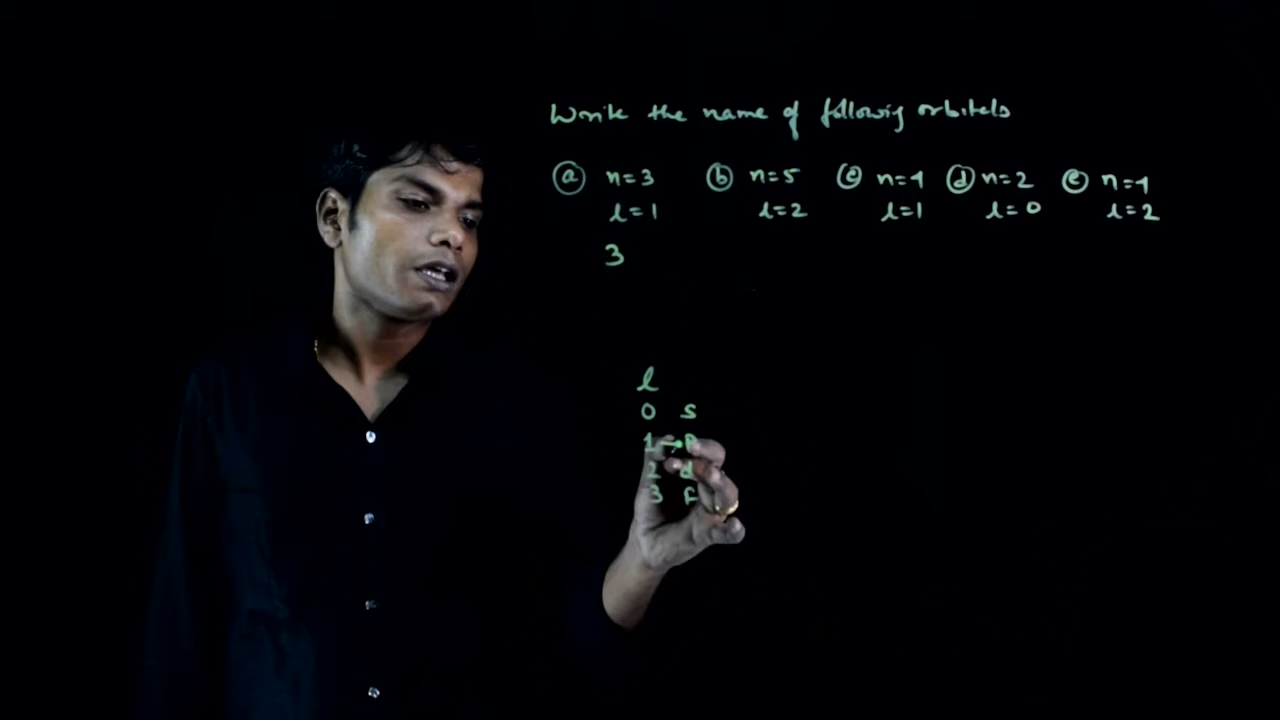 Write the name of following orbitals
(a) n=3 (b) n=5 (c) n=4 (d) n=2 (e) n=4
l=1 l=2 l=1 l=0 l=2
3
l
0 s
1→p
2 d
3 f